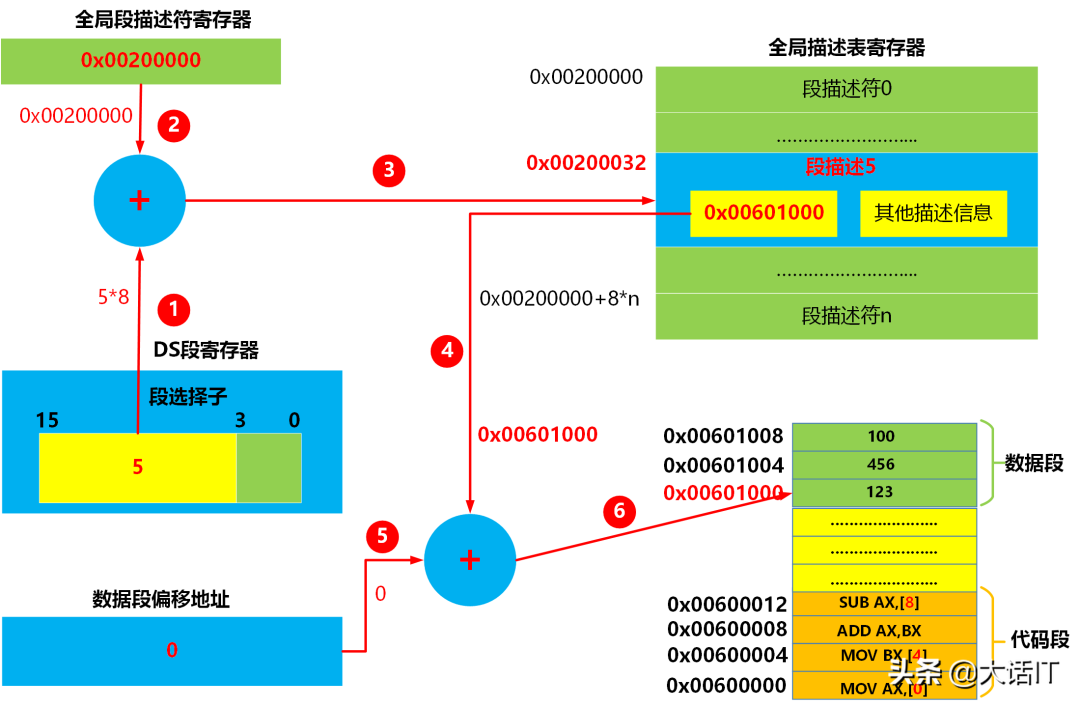 全局段描述符寄存器
0x00200000
0x00200000
2
+
5*8
1
DS段寄存器
段选择子
15
3
0
5
数据段偏移地址
0
3
全局描述表寄存器
0x00200000
段描述符0
............................
0x00200032
段描述5
0x00601000
其他描述信息
............................
0x00200000+8*n
段描述符n
4
0x00601000
5
0
+
6
0x00601008
100
0x00601004
456
0x00601000
123
数据段
........................
........................
........................
0x00600012
SUB AX,[8]
0x00600008
ADD AX,BX
0x00600004
MOV BX,[4]
0x00600000
MOV AX,[0]
代码段
头条 @大话IT